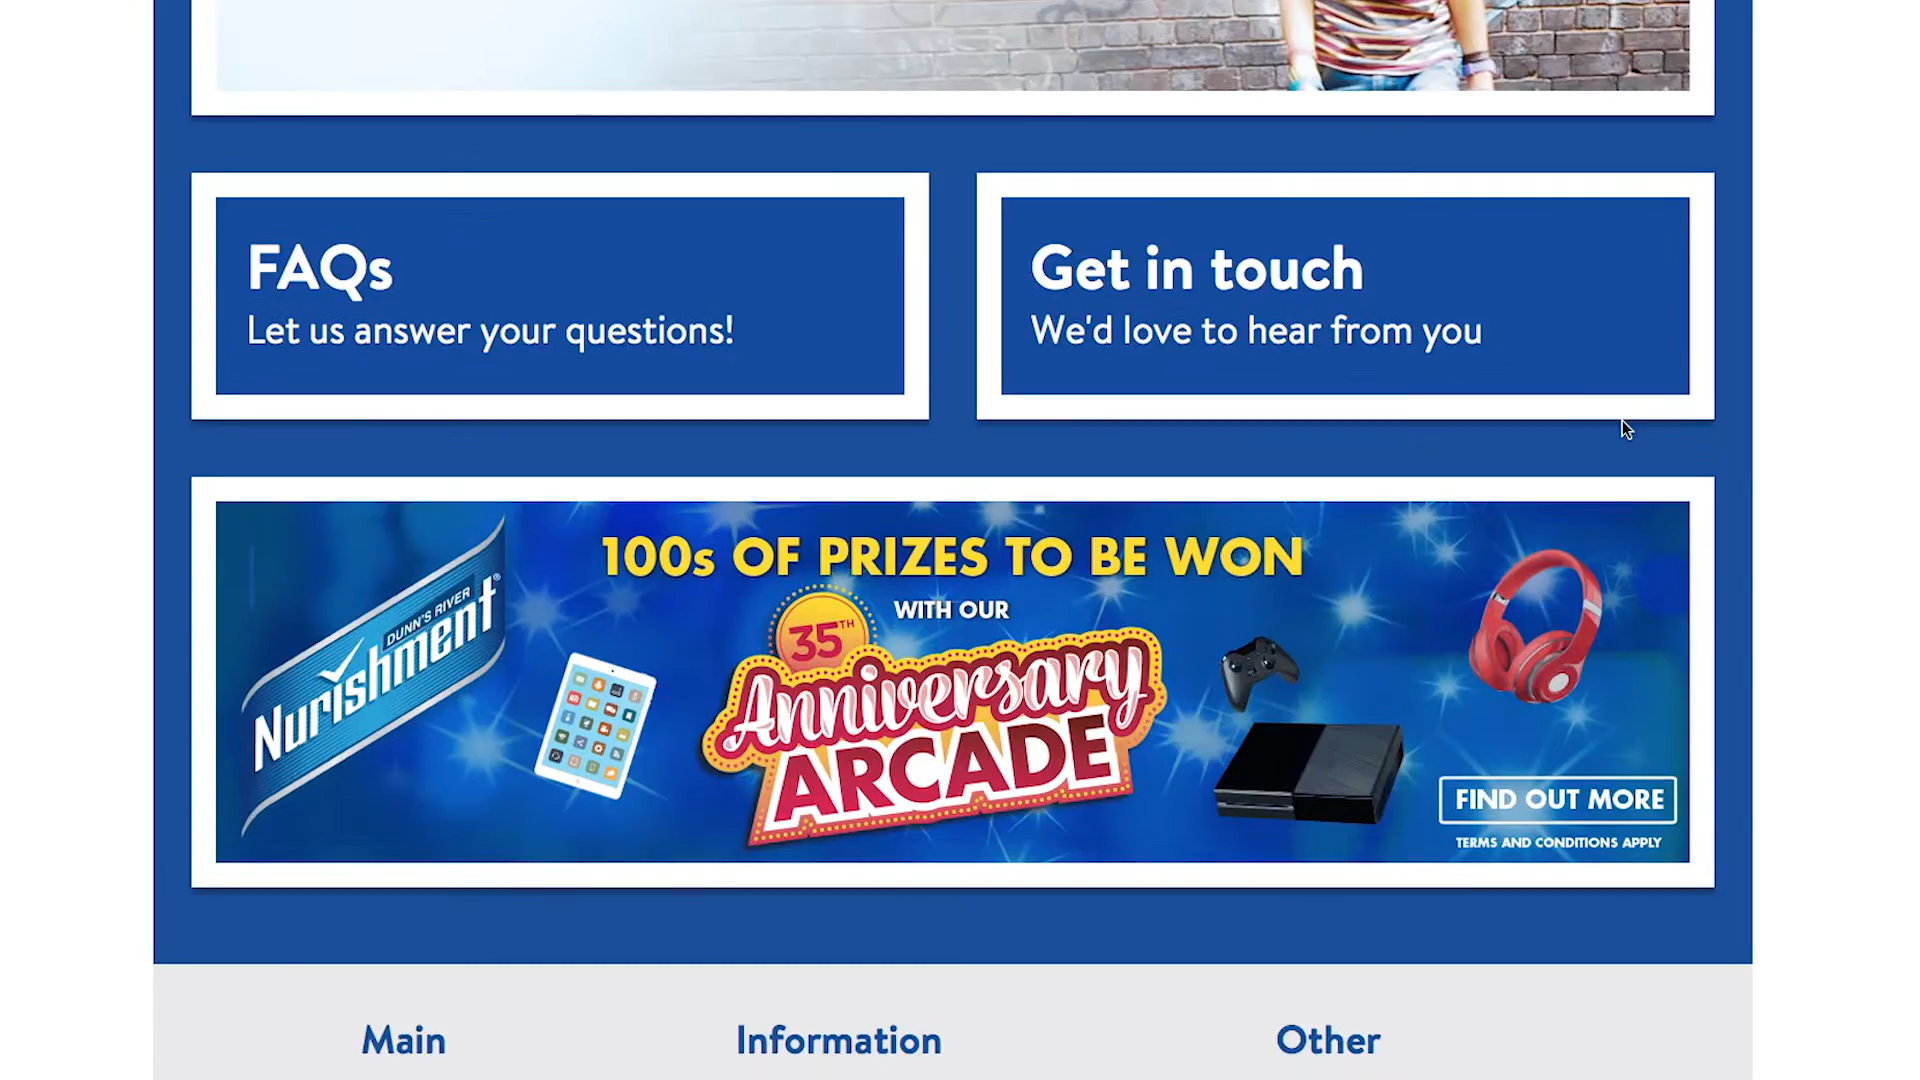 FAQs
Let us answer your questions!
Get in touch
We'd love to hear from you
100s OF PRIZES TO BE WON
WITH OUR
35TH
Anniversary
ARCADE
DUNN'S RIVER
Nurishment®
FIND OUT MORE
TERMS AND CONDITIONS APPLY
Main
Information
Other